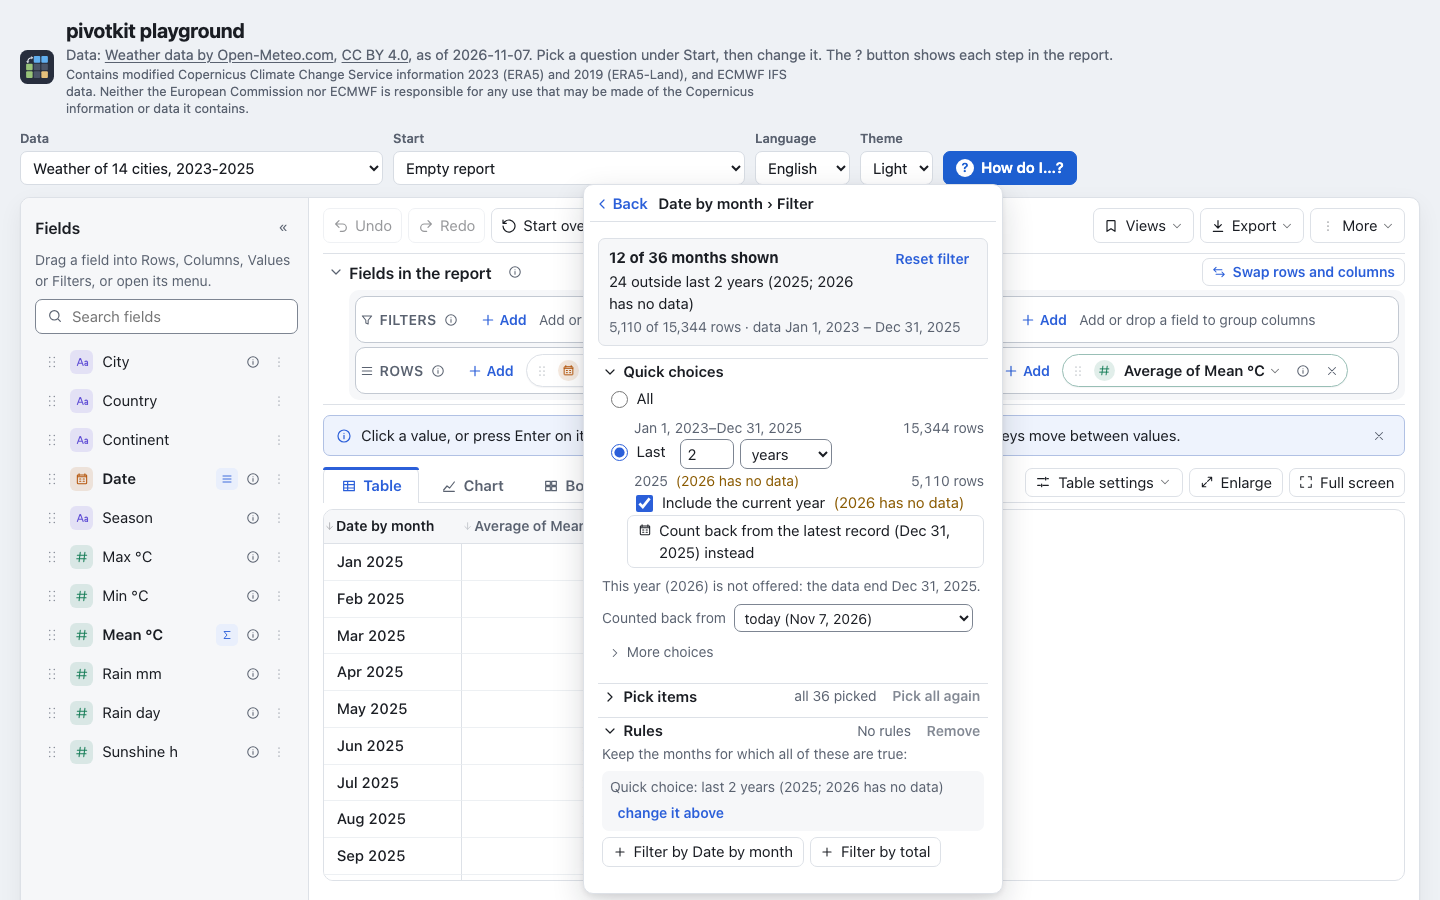 pivotkit playground
Data: Weather data by Open-Meteo.com, CC BY 4.0, as of 2026-11-07. Pick a question under Start, then change it. The ? button shows each step in the report.
Contains modified Copernicus Climate Change Service information 2023 (ERA5) and 2019 (ERA5-Land), and ECMWF IFS
data. Neither the European Commission nor ECMWF is responsible for any use that may be made of the Copernicus
information or data it contains.
Data
Start
Language
Theme
Weather of 14 cities, 2023-2025
Empty report
English
Light
? How do I...?
Fields
«
Drag a field into Rows, Columns, Values
or Filters, or open its menu.
Search fields
Aa City
Aa Country
Aa Continent
Date
Aa Season
# Max °C
# Min °C
# Mean °C Σ
# Rain mm
# Rain day
# Sunshine h
Undo
Redo
Start ove
Views
Export
More
Fields in the report
Swap rows and columns
FILTERS
+ Add
Add or
+ Add
Add or drop a field to group columns
ROWS
+ Add
+ Add
# Average of Mean °C
Click a value, or press Enter on it
eys move between values.
Table
Chart
Bo
Table settings
Enlarge
Full screen
↓ Date by month
↓ Average of Mean
Jan 2025
Feb 2025
Mar 2025
Apr 2025
May 2025
Jun 2025
Jul 2025
Aug 2025
Sep 2025
Back
Date by month › Filter
12 of 36 months shown
Reset filter
24 outside last 2 years (2025; 2026
has no data)
5,110 of 15,344 rows · data Jan 1, 2023 – Dec 31, 2025
Quick choices
All
Jan 1, 2023–Dec 31, 2025
15,344 rows
Last 2 years
2025 (2026 has no data)
5,110 rows
Include the current year (2026 has no data)
Count back from the latest record (Dec 31,
2025) instead
This year (2026) is not offered: the data end Dec 31, 2025.
Counted back from today (Nov 7, 2026)
More choices
Pick items
all 36 picked
Pick all again
Rules
No rules
Remove
Keep the months for which all of these are true:
Quick choice: last 2 years (2025; 2026 has no data)
change it above
+ Filter by Date by month
+ Filter by total